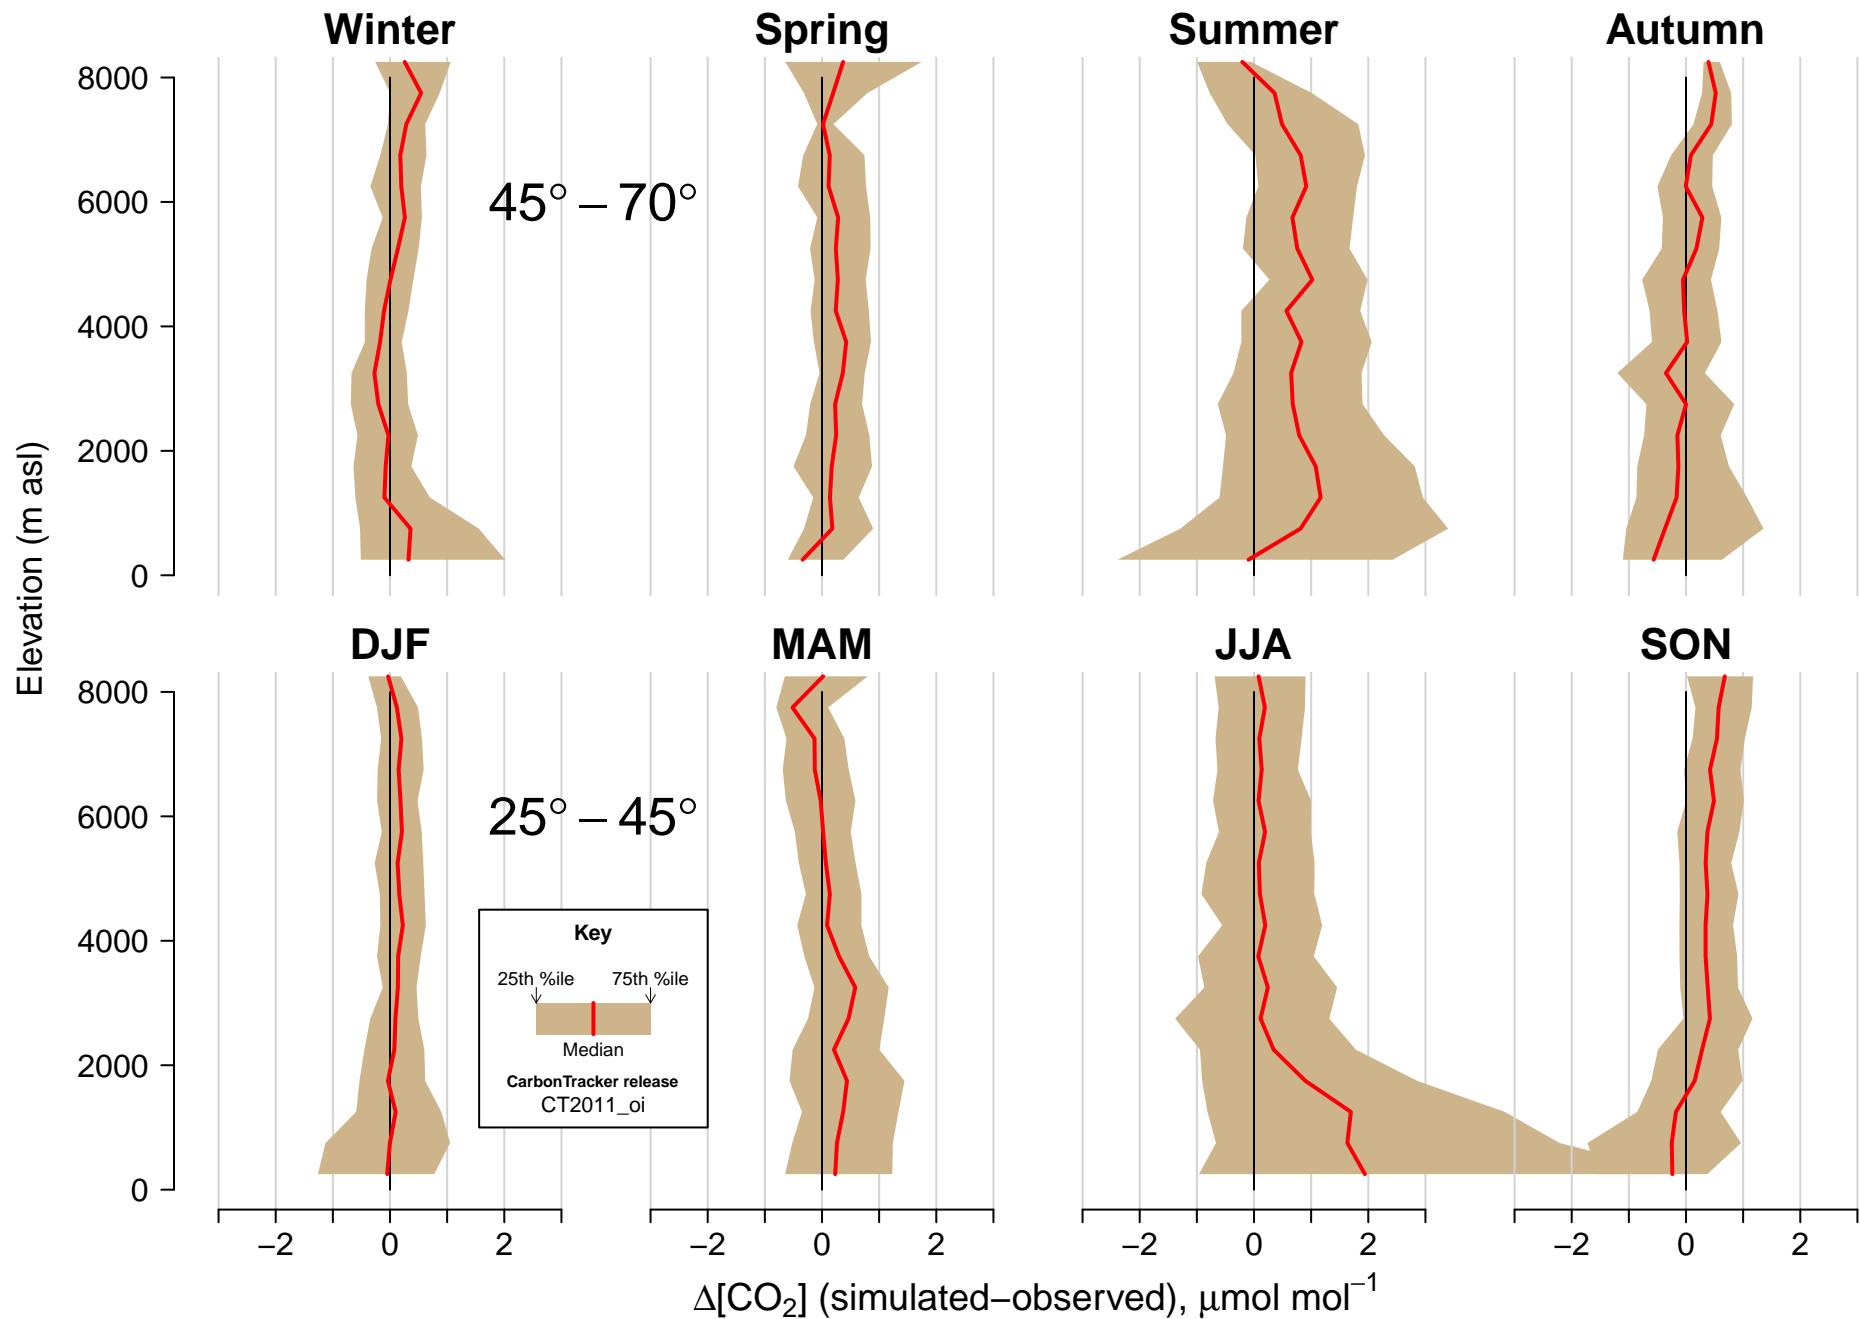 Winter Spring Summer Autumn
8000
6000
4000
2000
0
45° – 70°
Elevation (m asl)
DJF MAM JJA SON
8000
6000
4000
2000
0
25° – 45°
Key
25th %ile 75th %ile
Median
CarbonTracker release
CT2011_oi
−2 0 2 −2 0 2 −2 0 2 −2 0 2
Δ[CO₂] (simulated−observed), μmol mol⁻¹